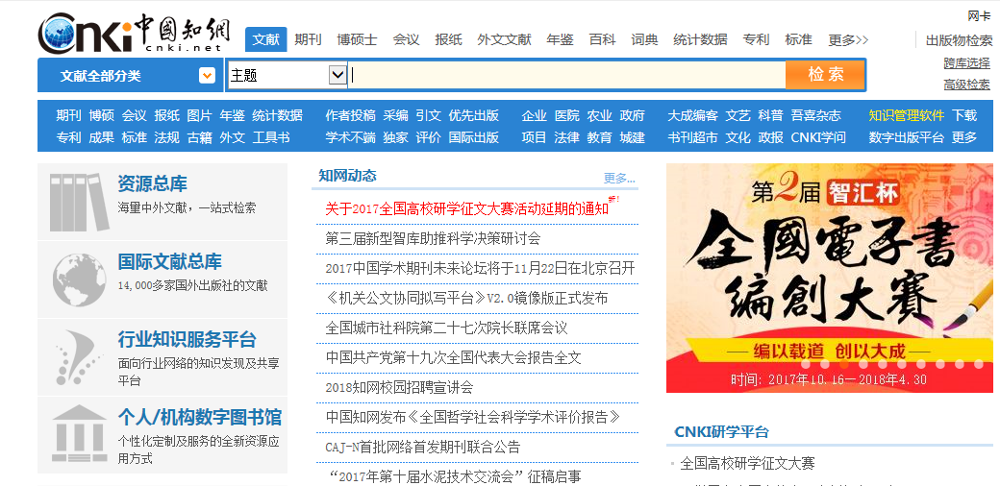 网卡
Cnki 中國知網
cnki.net
文献 期刊 博硕士 会议 报纸 外文文献 年鉴 百科 词典 统计数据 专利 标准 更多>> 出版物检索
文献全部分类 主题 检索 跨库选择
高级检索
期刊 博硕 会议 报纸 图片 年鉴 统计数据 作者投稿 采编 引文 优先出版 企业 医院 农业 政府 大成编客 文艺 科普 吾喜杂志 知识管理软件 下载
专利 成果 标准 法规 古籍 外文 工具书 学术不端 独家 评价 国际出版 项目 法律 教育 城建 书刊超市 文化 政报 CNKI学问 数字出版平台 更多
资源总库
海量中外文献，一站式检索
国际文献总库
14,000多家国外出版社的文献
行业知识服务平台
面向行业网络的知识发现及共享
平台
个人/机构数字图书馆
个性化定制及服务的全新资源应
用方式
知网动态 更多...
关于2017全国高校研学征文大赛活动延期的通知 新!
第三届新型智库助推科学决策研讨会
2017中国学术期刊未来论坛将于11月22日在北京召开
《机关公文协同拟写平台》V2.0镜像版正式发布
全国城市社科院第二十七次院长联席会议
中国共产党第十九次全国代表大会报告全文
2018知网校园招聘宣讲会
中国知网发布《全国哲学社会科学学术评价报告》
CAJ-N首批网络首发期刊联合公告
“2017年第十届水泥技术交流会”征稿启事
第2届 智汇杯
全國電子書
编創大赛
编以载道 创以大成
时间: 2017年10.16—2018年4.30
CNKI研学平台
全国高校研学征文大赛